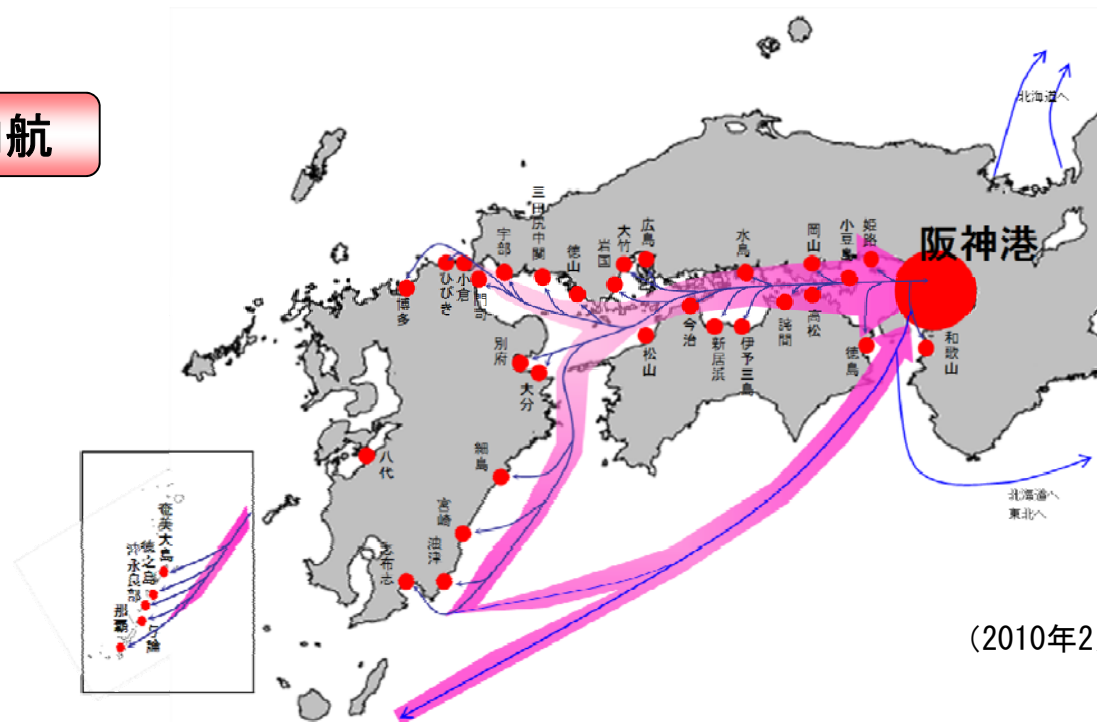 航
北海道へ
阪神港
姫路
小豆島
岡山
水島
広島
大竹
岩国
徳山
三田尻中関
宇部
門司
小倉
ひびき
博多
高松
詫間
伊予三島
新居浜
今治
松山
徳島
和歌山
別府
大分
八代
細島
宮崎
油津
志布志
北海道へ
東北へ
奄美大島
徳之島
沖永良部
与論
那覇
(2010年2